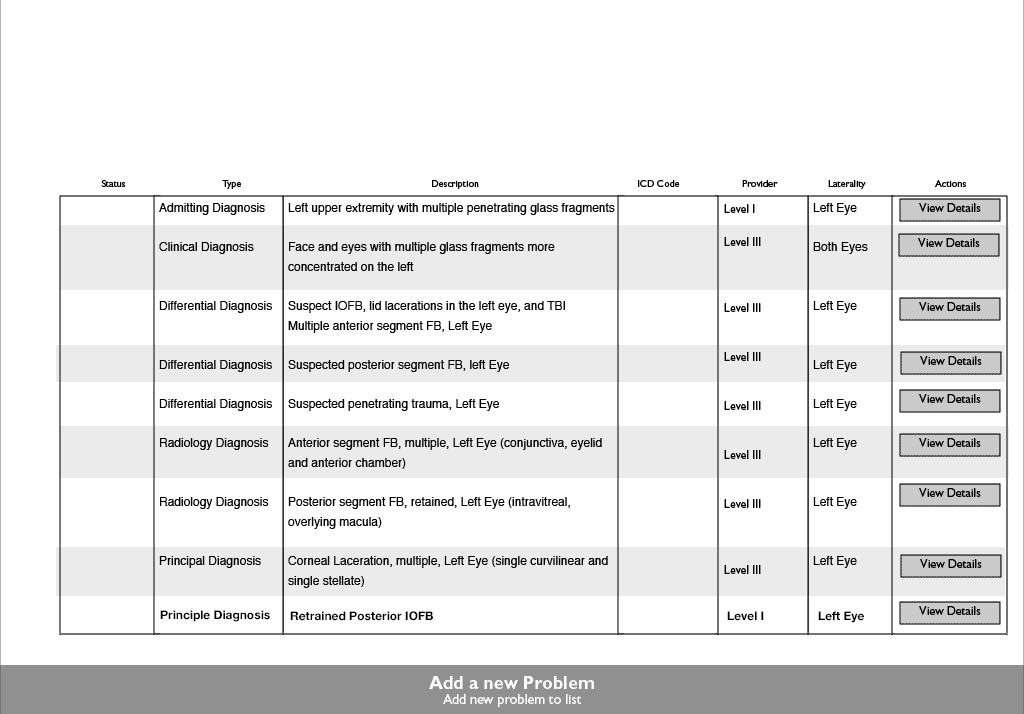 Status Type Description ICD Code Provider Laterality Actions
Admitting Diagnosis Left upper extremity with multiple penetrating glass fragments Level I Left Eye View Details
Clinical Diagnosis Face and eyes with multiple glass fragments more Level III Both Eyes View Details
concentrated on the left
Differential Diagnosis Suspect IOFB, lid lacerations in the left eye, and TBI Level III Left Eye View Details
Multiple anterior segment FB, Left Eye
Differential Diagnosis Suspected posterior segment FB, left Eye Level III Left Eye View Details
Differential Diagnosis Suspected penetrating trauma, Left Eye Level III Left Eye View Details
Radiology Diagnosis Anterior segment FB, multiple, Left Eye (conjunctiva, eyelid Level III Left Eye View Details
and anterior chamber)
Radiology Diagnosis Posterior segment FB, retained, Left Eye (intravitreal, Level III Left Eye View Details
overlying macula)
Principal Diagnosis Corneal Laceration, multiple, Left Eye (single curvilinear and Level III Left Eye View Details
single stellate)
Principle Diagnosis Retrained Posterior IOFB Level I Left Eye View Details
Add a new Problem
Add new problem to list